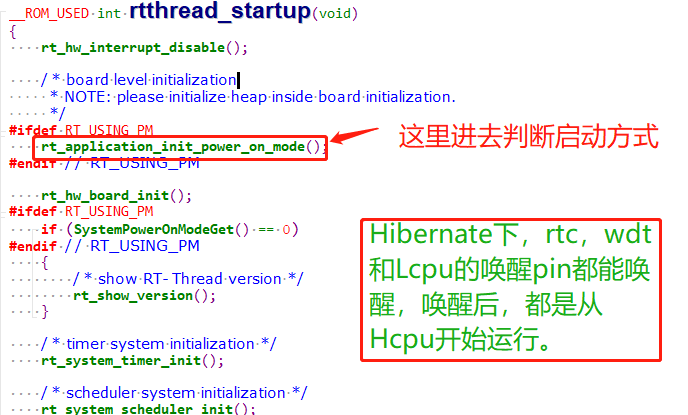 __ROM_USED int rtthread_startup(void)
{
rt_hw_interrupt_disable();
/* board level initialization
* NOTE: please initialize heap inside board initialization.
*/
#ifdef RT_USING_PM
rt_application_init_power_on_mode();
这里进去判断启动方式
#endif // RT_USING_PM
rt_hw_board_init();
#ifdef RT_USING_PM
if (SystemPowerOnModeGet() == 0)
#endif // RT_USING_PM
{
/* show RT-Thread version */
rt_show_version();
}
Hibernate下，rtc，wdt
和Lcpu的唤醒pin都能唤
醒，唤醒后，都是从
Hcpu开始运行。
/* timer system initialization */
rt_system_timer_init();
/* scheduler system initialization */
rt_system_scheduler_init();